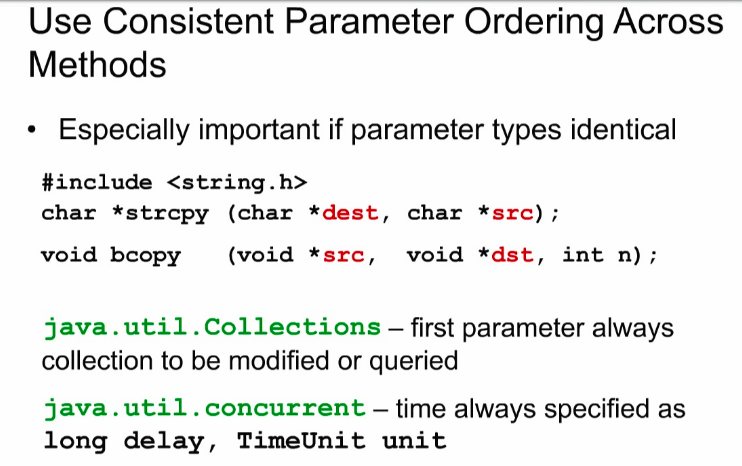 Use Consistent Parameter Ordering Across
Methods
• Especially important if parameter types identical
#include <string.h>
char *strcpy (char *dest, char *src);
void bcopy (void *src, void *dst, int n);
java.util.Collections – first parameter always
collection to be modified or queried
java.util.concurrent – time always specified as
long delay, TimeUnit unit